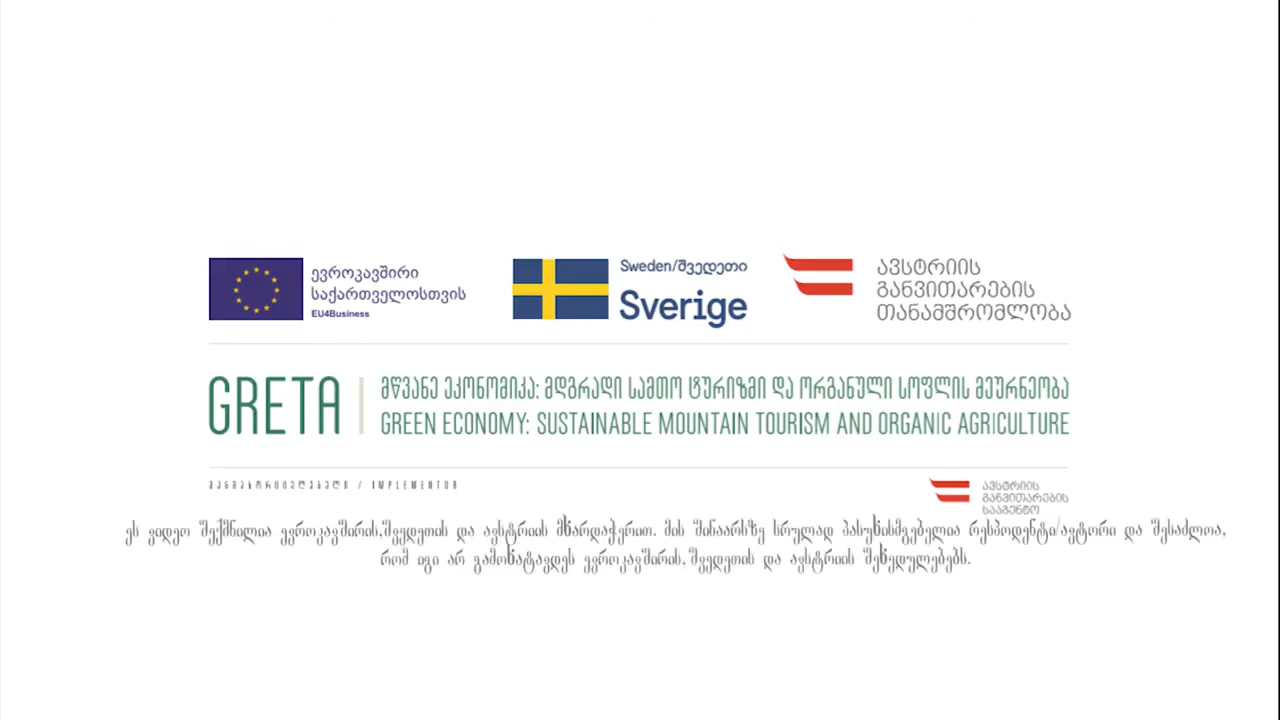 ევროკავშირი
საქართველოსთვის
EU4Business
Sweden/შვედეთი
Sverige
ავსტრიის
განვითარების
თანამშრომლობა
GRETA
მწვანე ეკონომიკა: მდგრადი სამთო ტურიზმი და ორგანული სოფლის მეურნეობა
GREEN ECONOMY: SUSTAINABLE MOUNTAIN TOURISM AND ORGANIC AGRICULTURE
განმახორციელებელი / IMPLEMENTOR
ავსტრიის
განვითარების
სააგენტო
ეს ვიდეო შექმნილია ევროკავშირის,შვედეთის და ავსტრიის მხარდაჭერით. მის შინაარსზე სრულად პასუხისმგებელია რესპოდენტი/ავტორი და შესაძლოა,
რომ იგი არ გამოხატავდეს ევროკავშირის, შვედეთის და ავსტრიის შეხედულებებს.